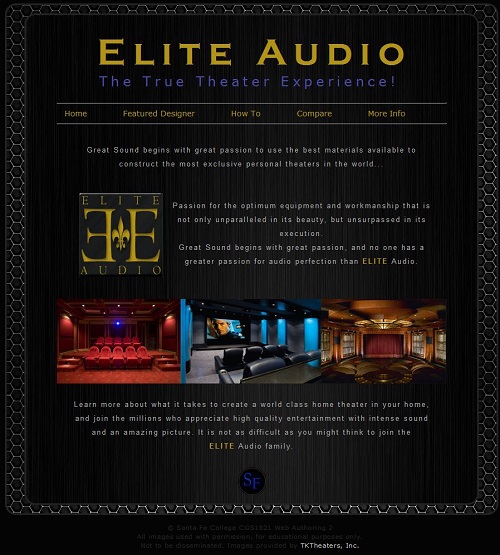 ELITE AUDIO
The True Theater Experience!
Home Featured Designer How To Compare More Info
Great Sound begins with great passion to use the best materials available to
construct the most exclusive personal theaters in the world...
ELITE
EE
AUDIO
Passion for the optimum equipment and workmanship that is
not only unparalleled in its beauty, but unsurpassed in its
execution.
Great Sound begins with great passion, and no one has a
greater passion for audio perfection than ELITE Audio.
Learn more about what it takes to create a world class home theater in your home,
and join the millions who appreciate high quality entertainment with intense sound
and an amazing picture. It is not as difficult as you might think to join the
ELITE Audio family.
SF
© Santa Fe College CGS1821 Web Authoring 2
All images used with permission, for educational purposes only.
Not to be disseminated. Images provided by TKTheaters, Inc.